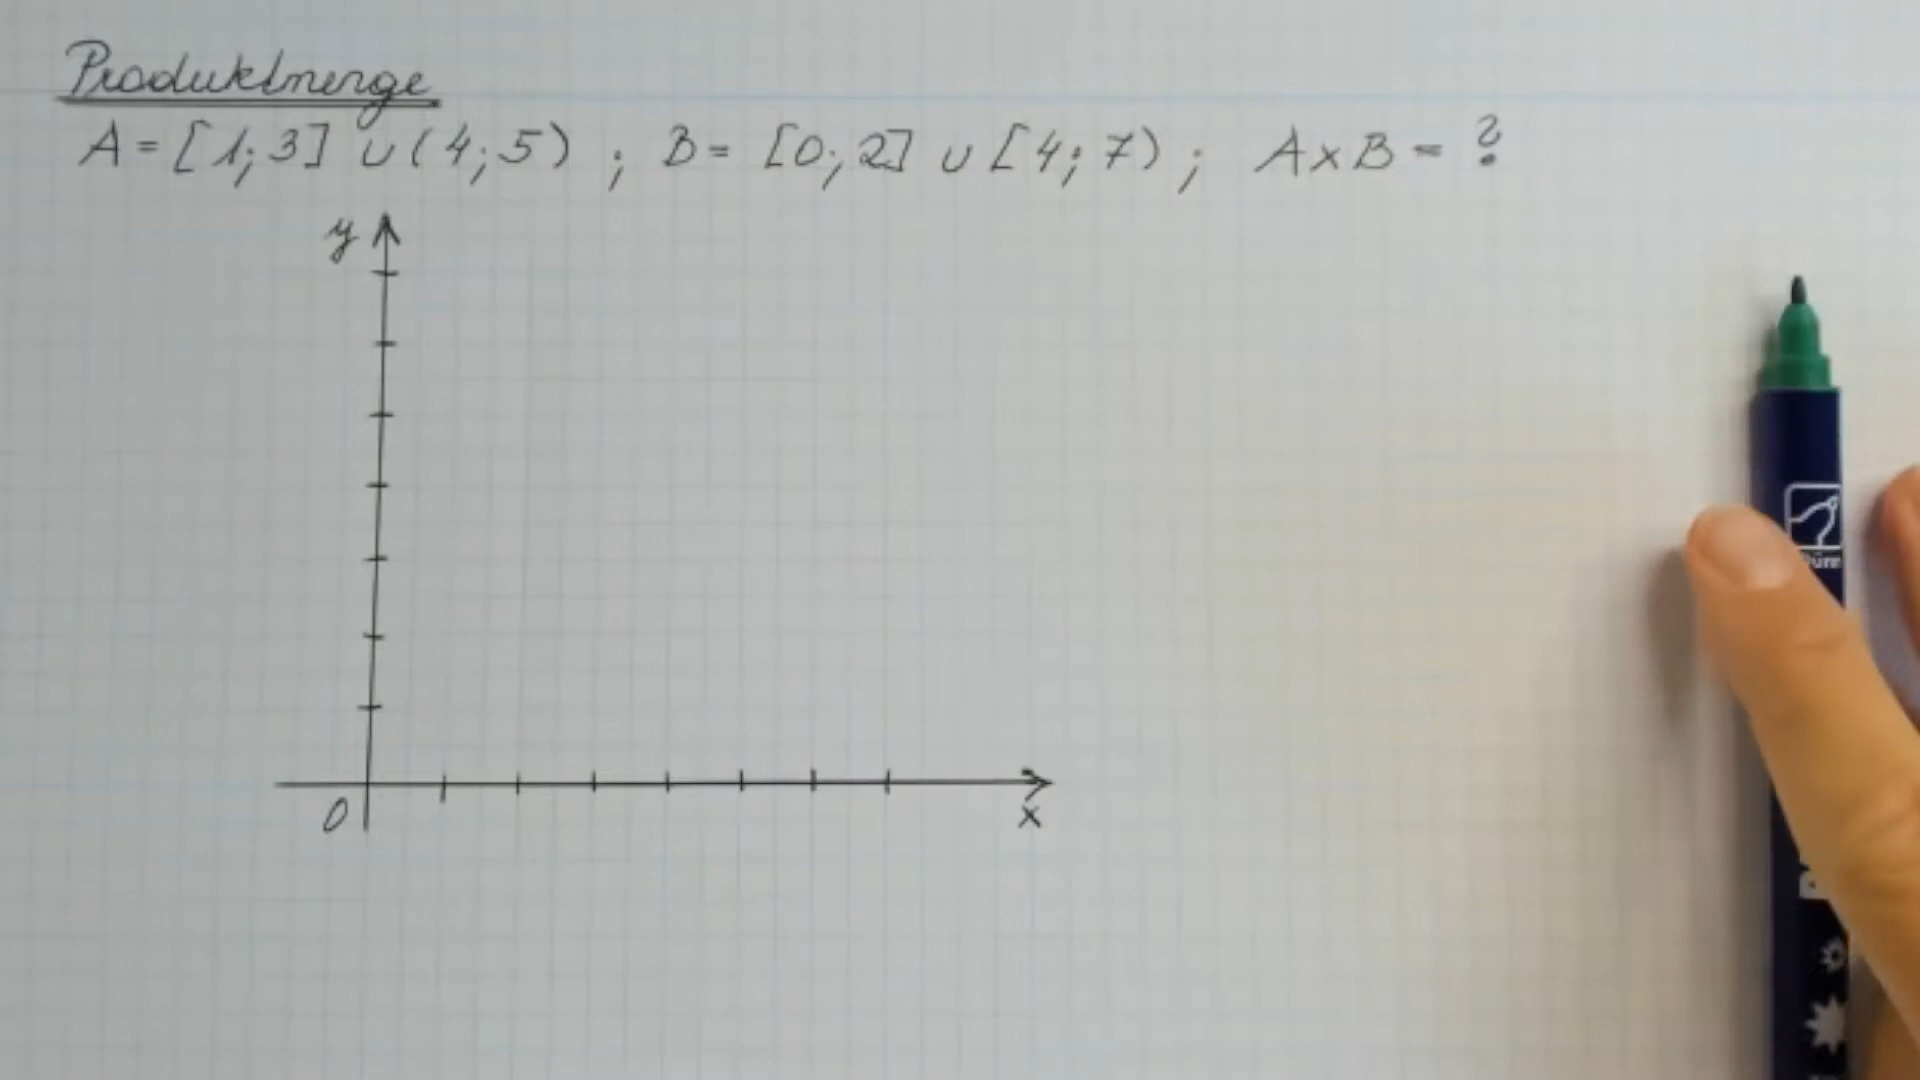 Produktmenge
A = [1; 3] ∪ (4; 5) ; B = [0; 2] ∪ [4; 7) ; A x B = ?
y
0
x